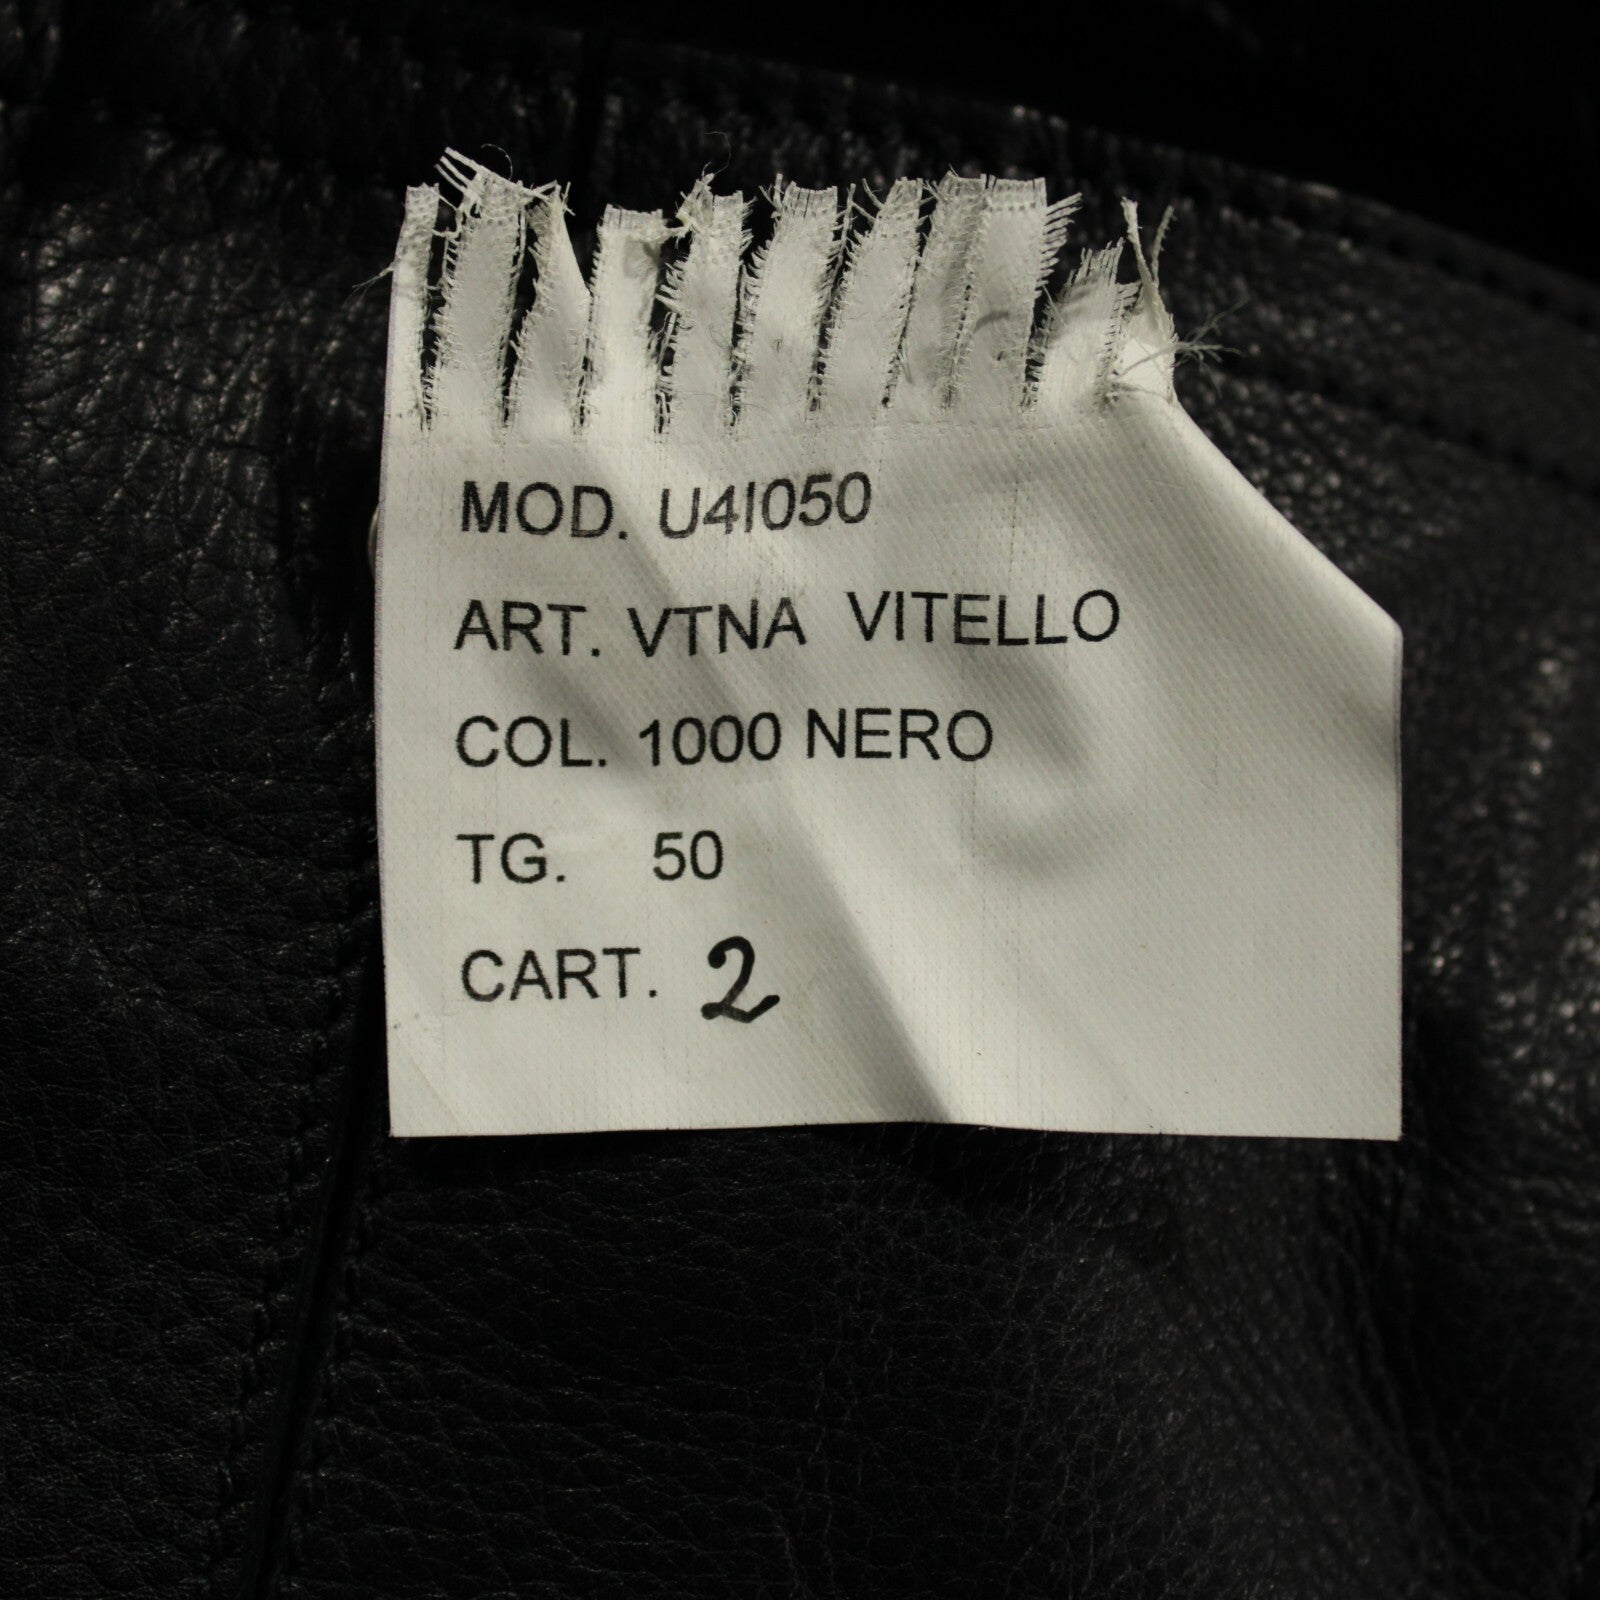 MOD. U4I050
ART. VTNA VITELLO
COL. 1000 NERO
TG. 50
CART. 2